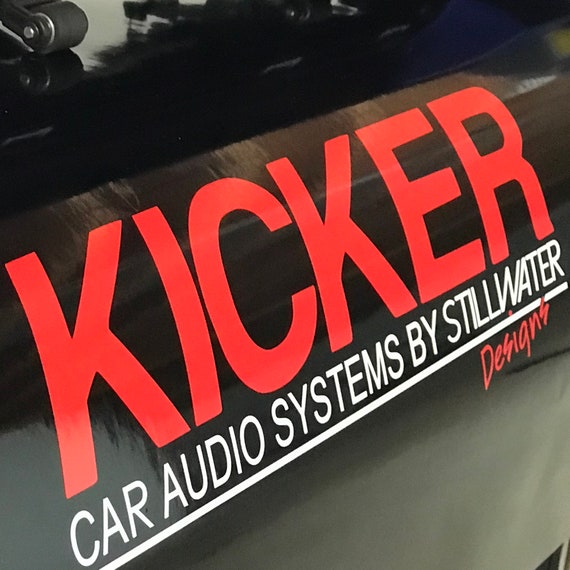 KICKER
CAR AUDIO SYSTEMS BY STILLWATER
Designs